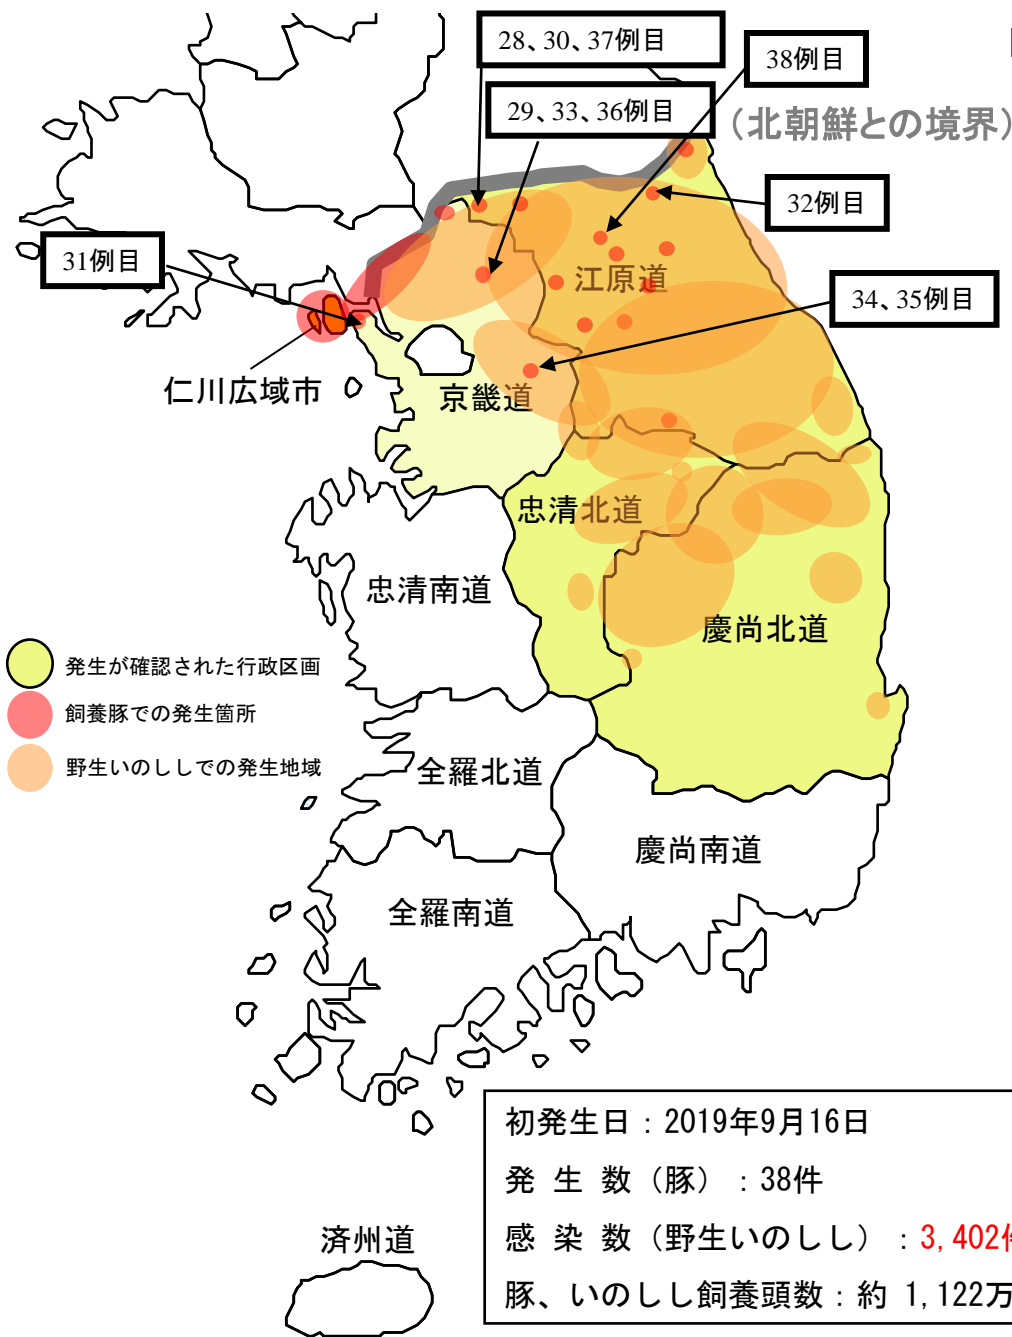 28、30、37例目
38例目
29、33、36例目
(北朝鮮との境界)
32例目
31例目
江原道
34、35例目
仁川広域市
京畿道
忠清北道
忠清南道
慶尚北道
発生が確認された行政区画
飼養豚での発生箇所
野生いのししでの発生地域
全羅北道
慶尚南道
全羅南道
初発生日：2019年9月16日
発 生 数（豚）：38件
感 染 数（野生いのしし）：3,402件
豚、いのしし飼養頭数：約 1,122万
済州道